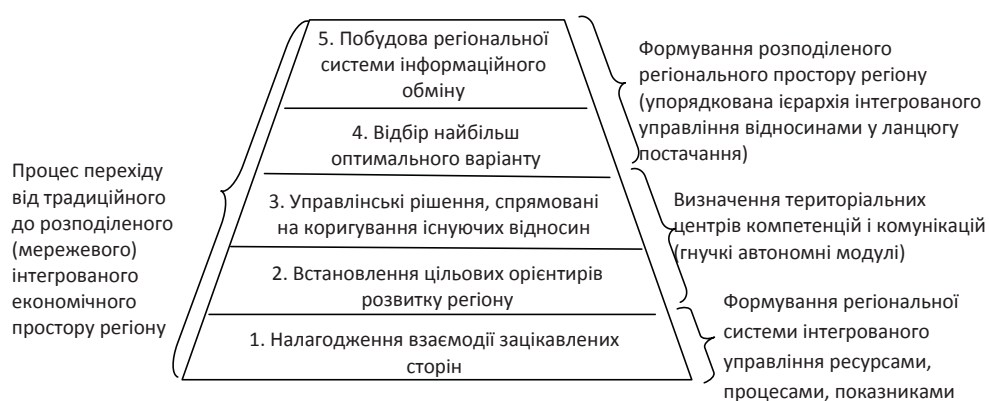 5. Побудова регіональної
системи інформаційного
обміну
4. Відбір найбільш
оптимального варіанту
3. Управлінські рішення, спрямовані
на коригування існуючих відносин
2. Встановлення цільових орієнтирів
розвитку регіону
1. Налагодження взаємодії зацікавлених
сторін
Процес перехіду
від традиційного
до розподіленого
(мережевого)
інтегрованого
економічного
простору регіону
Формування розподіленого
регіонального простору регіону
(упорядкована ієрархія інтегрованого
управління відносинами у ланцюгу
постачання)
Визначення територіальних
центрів компетенцій і комунікацій
(гнучкі автономні модулі)
Формування регіональної
системи інтегрованого
управління ресурсами,
процесами, показниками